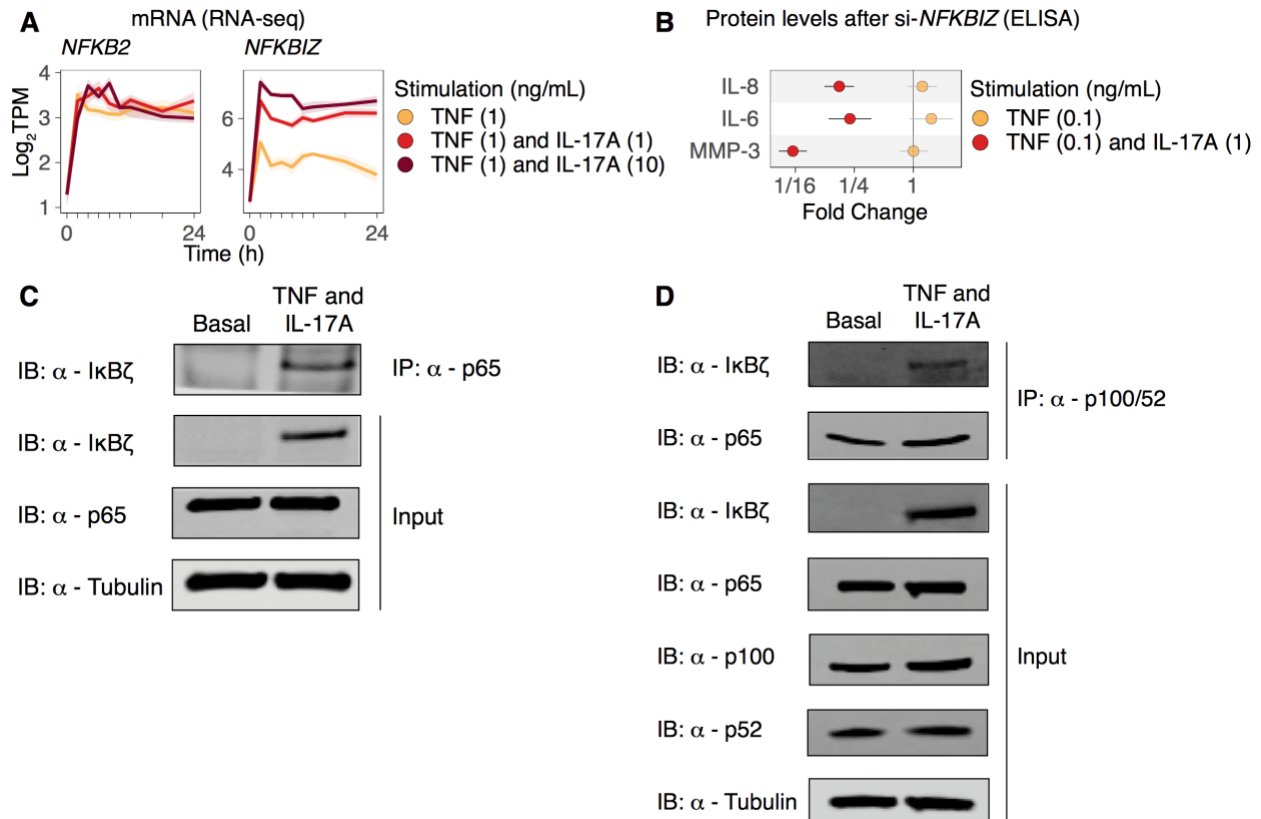 A
mRNA (RNA-seq)
NFKB2
NFKBIZ
Log2TPM
4
3
2
1
6
4
0
24
0
24
Time (h)
Stimulation (ng/mL)
TNF (1)
TNF (1) and IL-17A (1)
TNF (1) and IL-17A (10)
B
Protein levels after si-NFKBIZ (ELISA)
IL-8
IL-6
MMP-3
1/16
1/4
1
Fold Change
Stimulation (ng/mL)
TNF (0.1)
TNF (0.1) and IL-17A (1)
C
Basal
TNF and
IL-17A
IB: α - IκBζ
IP: α - p65
IB: α - IκBζ
IB: α - p65
Input
IB: α - Tubulin
D
Basal
TNF and
IL-17A
IB: α - IκBζ
IP: α - p100/52
IB: α - p65
IB: α - IκBζ
IB: α - p65
IB: α - p100
Input
IB: α - p52
IB: α - Tubulin